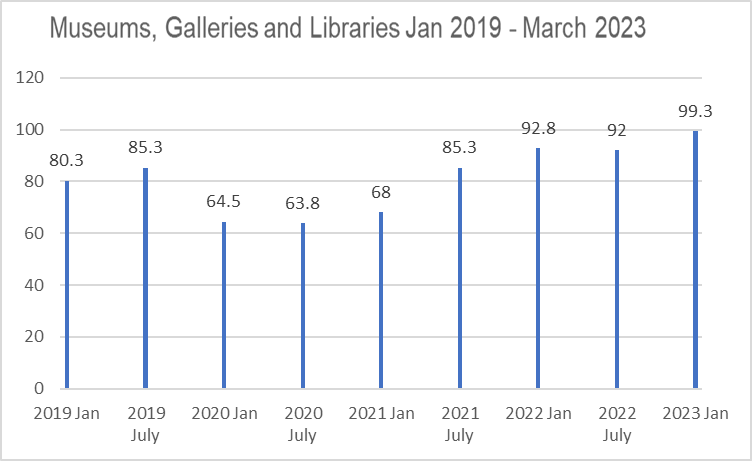 Museums, Galleries and Libraries Jan 2019 - March 2023
120
100
80
60
40
20
0
80.3
85.3
64.5
63.8
68
85.3
92.8
92
99.3
2019 Jan
2019
July
2020 Jan
2020
July
2021 Jan
2021
July
2022 Jan
2022
July
2023 Jan